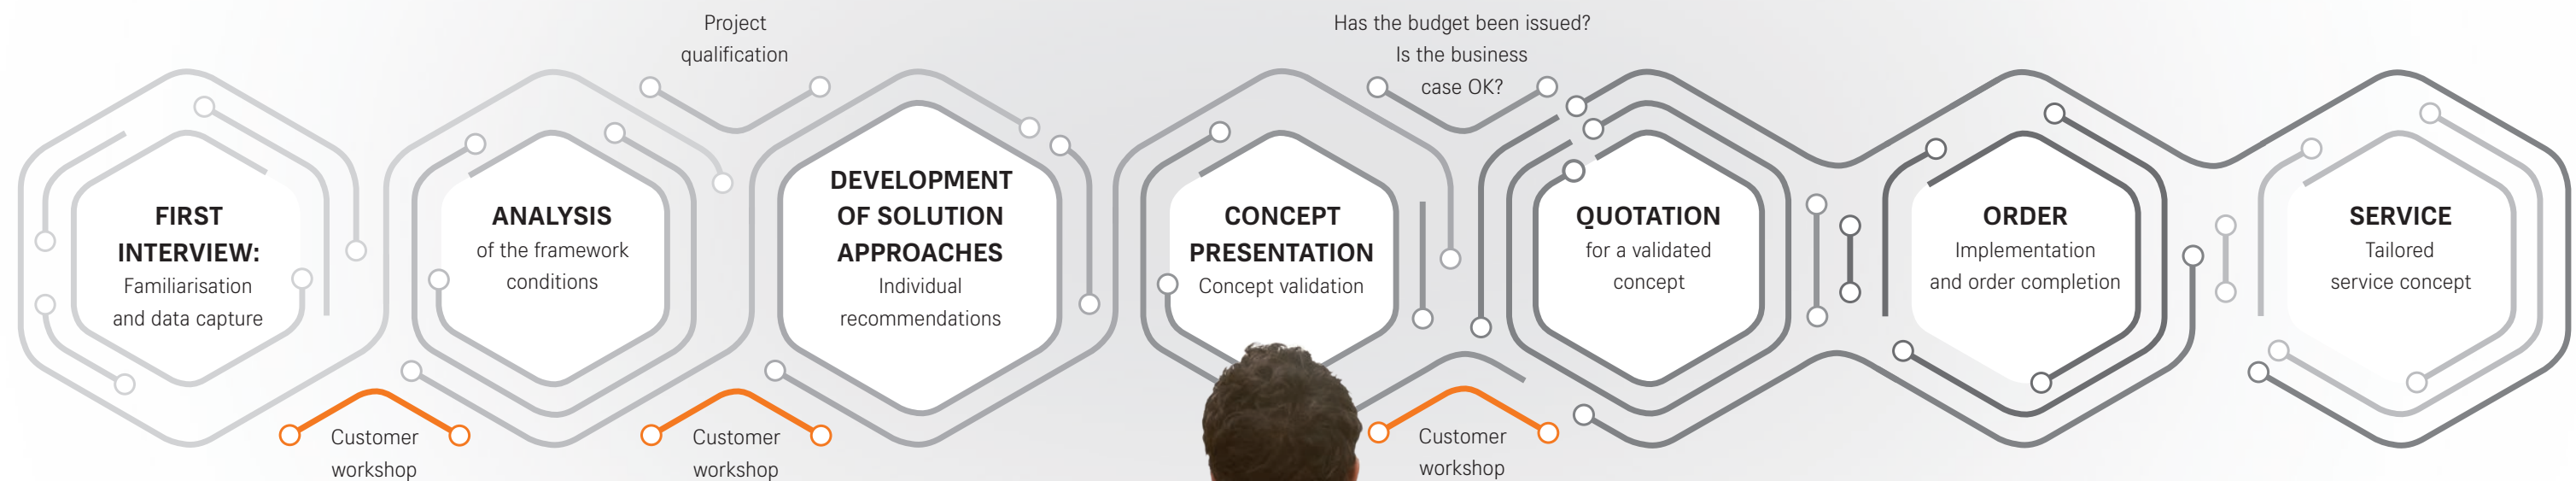 Project
qualification
Has the budget been issued?
Is the business
case OK?
FIRST
INTERVIEW:
Familiarisation
and data capture
ANALYSIS
of the framework
conditions
DEVELOPMENT
OF SOLUTION
APPROACHES
Individual
recommendations
CONCEPT
PRESENTATION
Concept validation
QUOTATION
for a validated
concept
ORDER
Implementation
and order completion
SERVICE
Tailored
service concept
Customer
workshop
Customer
workshop
Customer
workshop